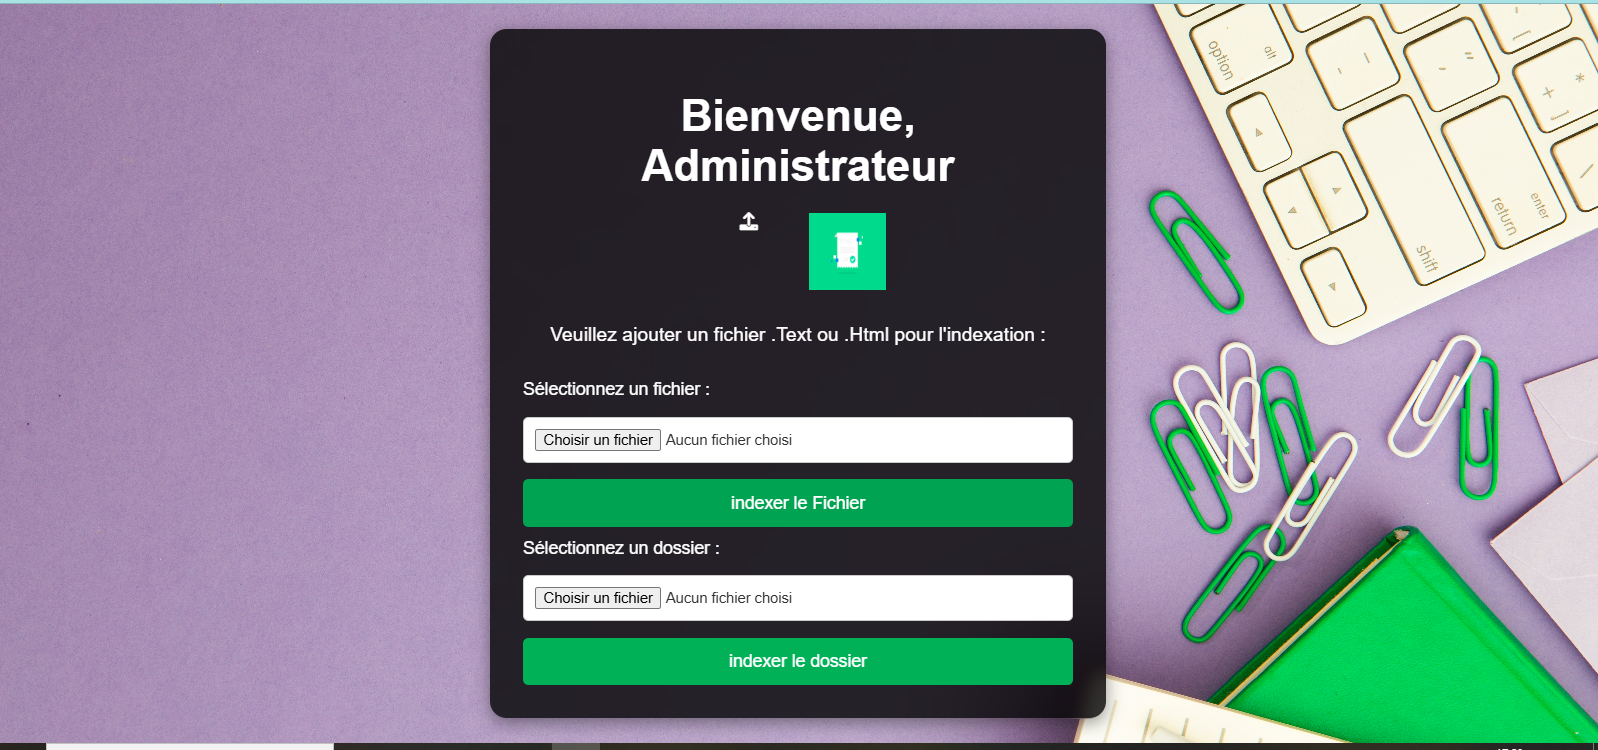 Bienvenue,
Administrateur
Veuillez ajouter un fichier .Text ou .Html pour l'indexation :
Sélectionnez un fichier :
Choisir un fichier Aucun fichier choisi
indexer le Fichier
Sélectionnez un dossier :
Choisir un fichier Aucun fichier choisi
indexer le dossier
option
alt
shift
return
enter